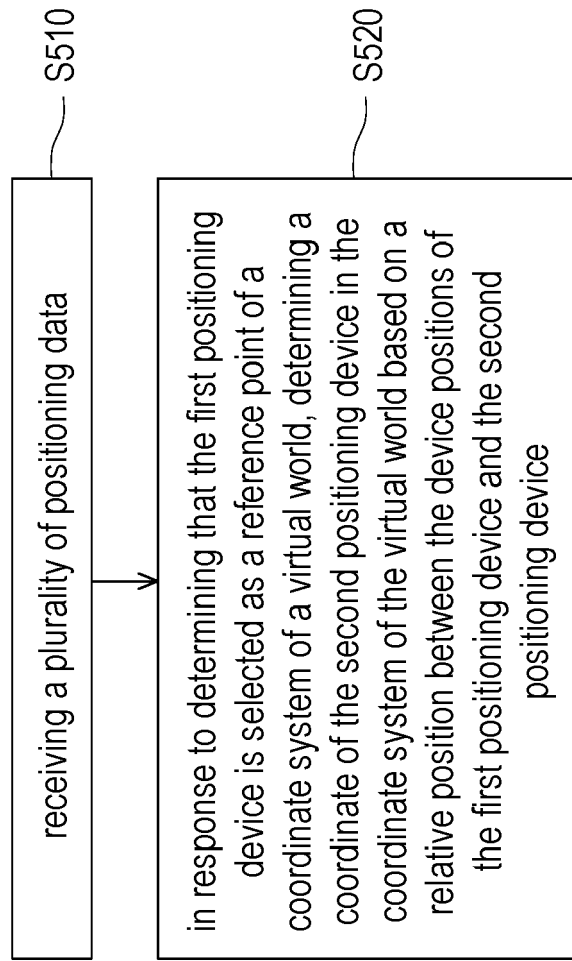 receiving a plurality of positioning data
S510
in response to determining that the first positioning
device is selected as a reference point of a
coordinate system of a virtual world, determining a
coordinate of the second positioning device in the
coordinate system of the virtual world based on a
relative position between the device positions of
the first positioning device and the second
positioning device
S520